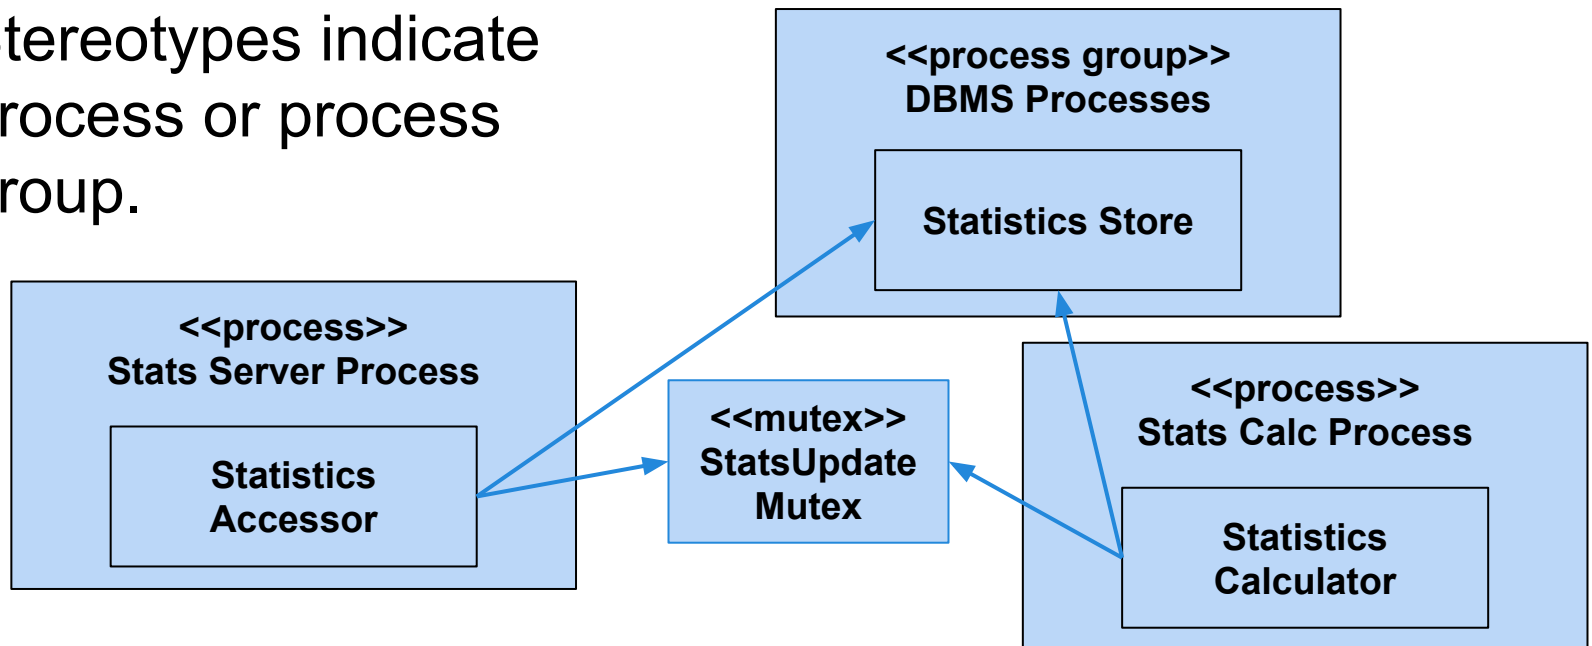 tereotypes indicate
rocess or process
roup.
<<process group>>
DBMS Processes
Statistics Store
<<process>>
Stats Server Process
Statistics
Accessor
<<mutex>>
StatsUpdate
Mutex
<<process>>
Stats Calc Process
Statistics
Calculator